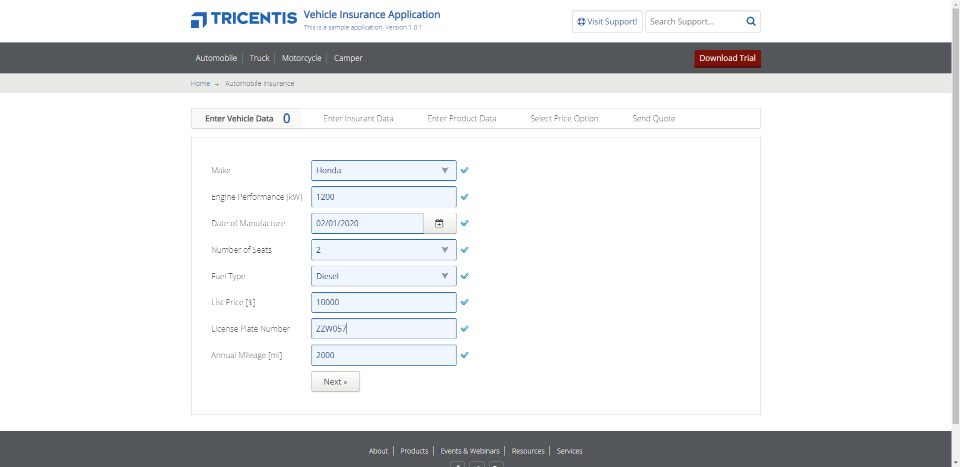 TRICENTIS Vehicle Insurance Application
This is a sample application. Version 1.0.1
Visit Support!
Search Support...
Automobile Truck Motorcycle Camper
Download Trial
Home → Automobile Insurance
Enter Vehicle Data 0 Enter Insurant Data Enter Product Data Select Price Option Send Quote
Make Honda
Engine Performance [kW] 1200
Date of Manufacture 02/01/2020
Number of Seats 2
Fuel Type Diesel
List Price [$] 10000
License Plate Number ZZW057
Annual Mileage [mi] 2000
Next »
About Products Events & Webinars Resources Services